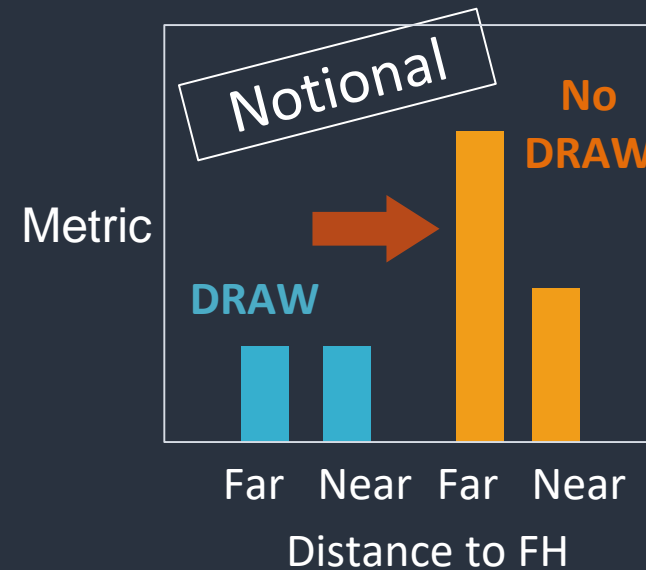 Notional
No
DRAW
Metric
DRAW
Far Near Far Near
Distance to FH